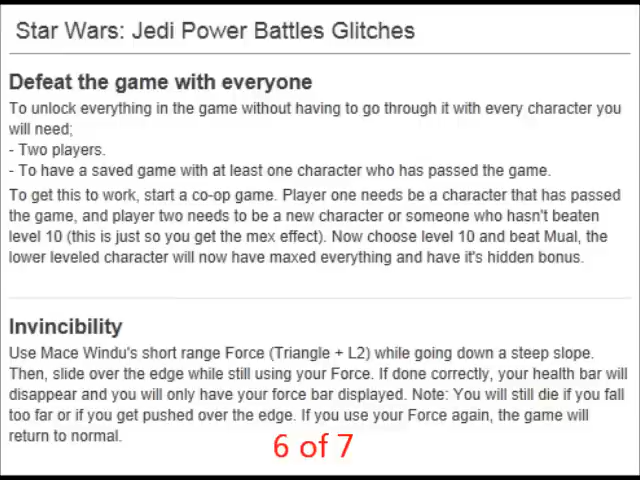 Star Wars: Jedi Power Battles Glitches
Defeat the game with everyone
To unlock everything in the game without having to go through it with every character you
will need;
- Two players.
- To have a saved game with at least one character who has passed the game.
To get this to work, start a co-op game. Player one needs be a character that has passed
the game, and player two needs to be a new character or someone who hasn't beaten
level 10 (this is just so you get the mex effect). Now choose level 10 and beat Mual, the
lower leveled character will now have maxed everything and have it's hidden bonus.
Invincibility
Use Mace Windu's short range Force (Triangle + L2) while going down a steep slope.
Then, slide over the edge while still using your Force. If done correctly, your health bar will
disappear and you will only have your force bar displayed. Note: You will still die if you fall
too far or if you get pushed over the edge. If you use your Force again, the game will
return to normal.
6 of 7